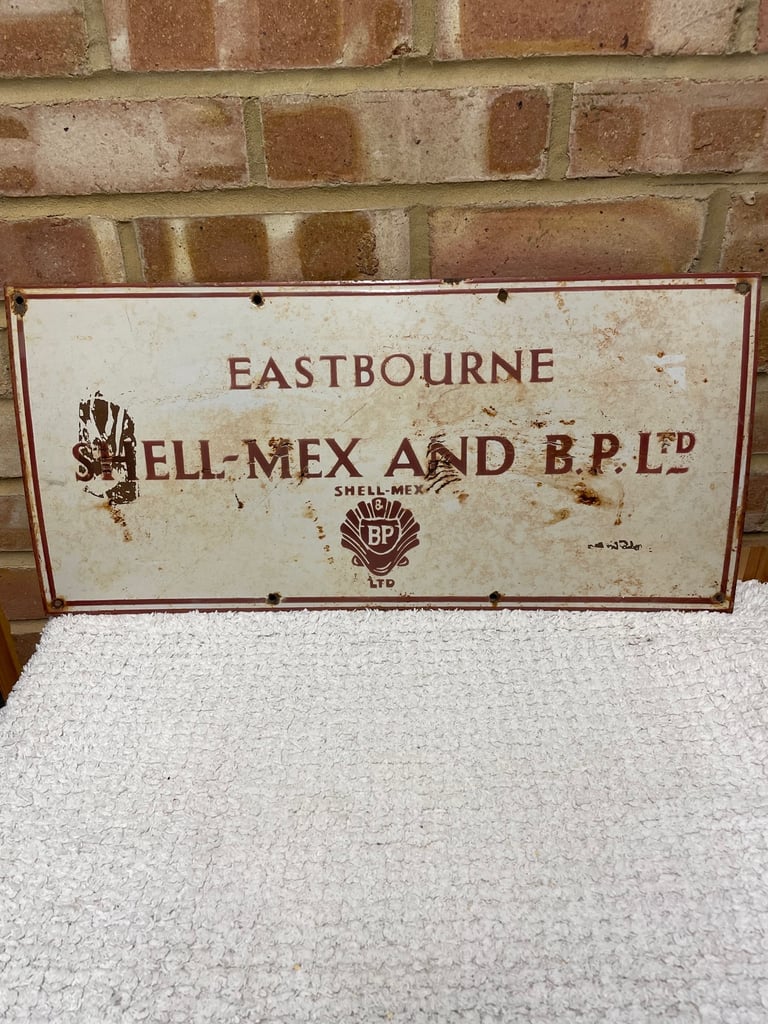 EASTBOURNE
SHELL-MEX AND B.P. LTD
SHELL-MEX
&
BP
LTD